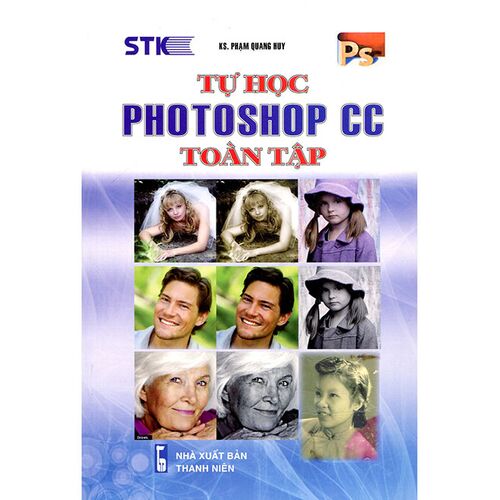 STK
KS. PHẠM QUANG HUY
Ps
TỰ HỌC
PHOTOSHOP CC
TOÀN TẬP
NHÀ XUẤT BẢN
THANH NIÊN